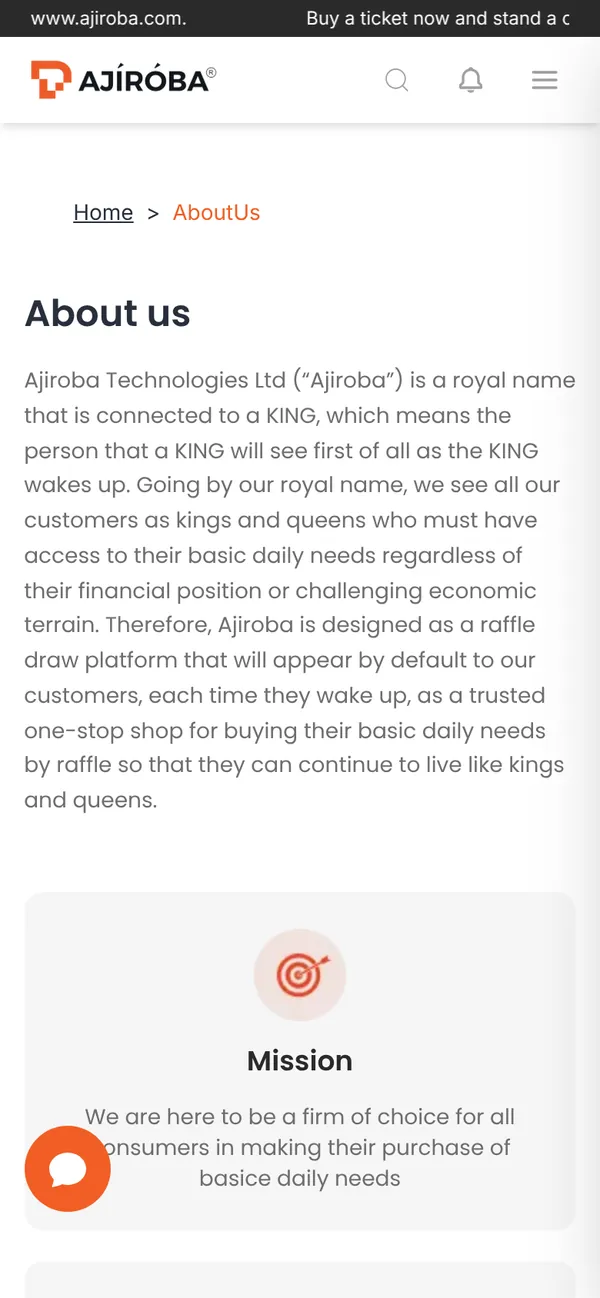 www.ajiroba.com.
Buy a ticket now and stand a
AJÍRÓBA®
Home > AboutUs
About us
Ajiroba Technologies Ltd (“Ajiroba”) is a royal name
that is connected to a KING, which means the
person that a KING will see first of all as the KING
wakes up. Going by our royal name, we see all our
customers as kings and queens who must have
access to their basic daily needs regardless of
their financial position or challenging economic
terrain. Therefore, Ajiroba is designed as a raffle
draw platform that will appear by default to our
customers, each time they wake up, as a trusted
one-stop shop for buying their basic daily needs
by raffle so that they can continue to live like kings
and queens.
Mission
We are here to be a firm of choice for all
onsumers in making their purchase of
basice daily needs